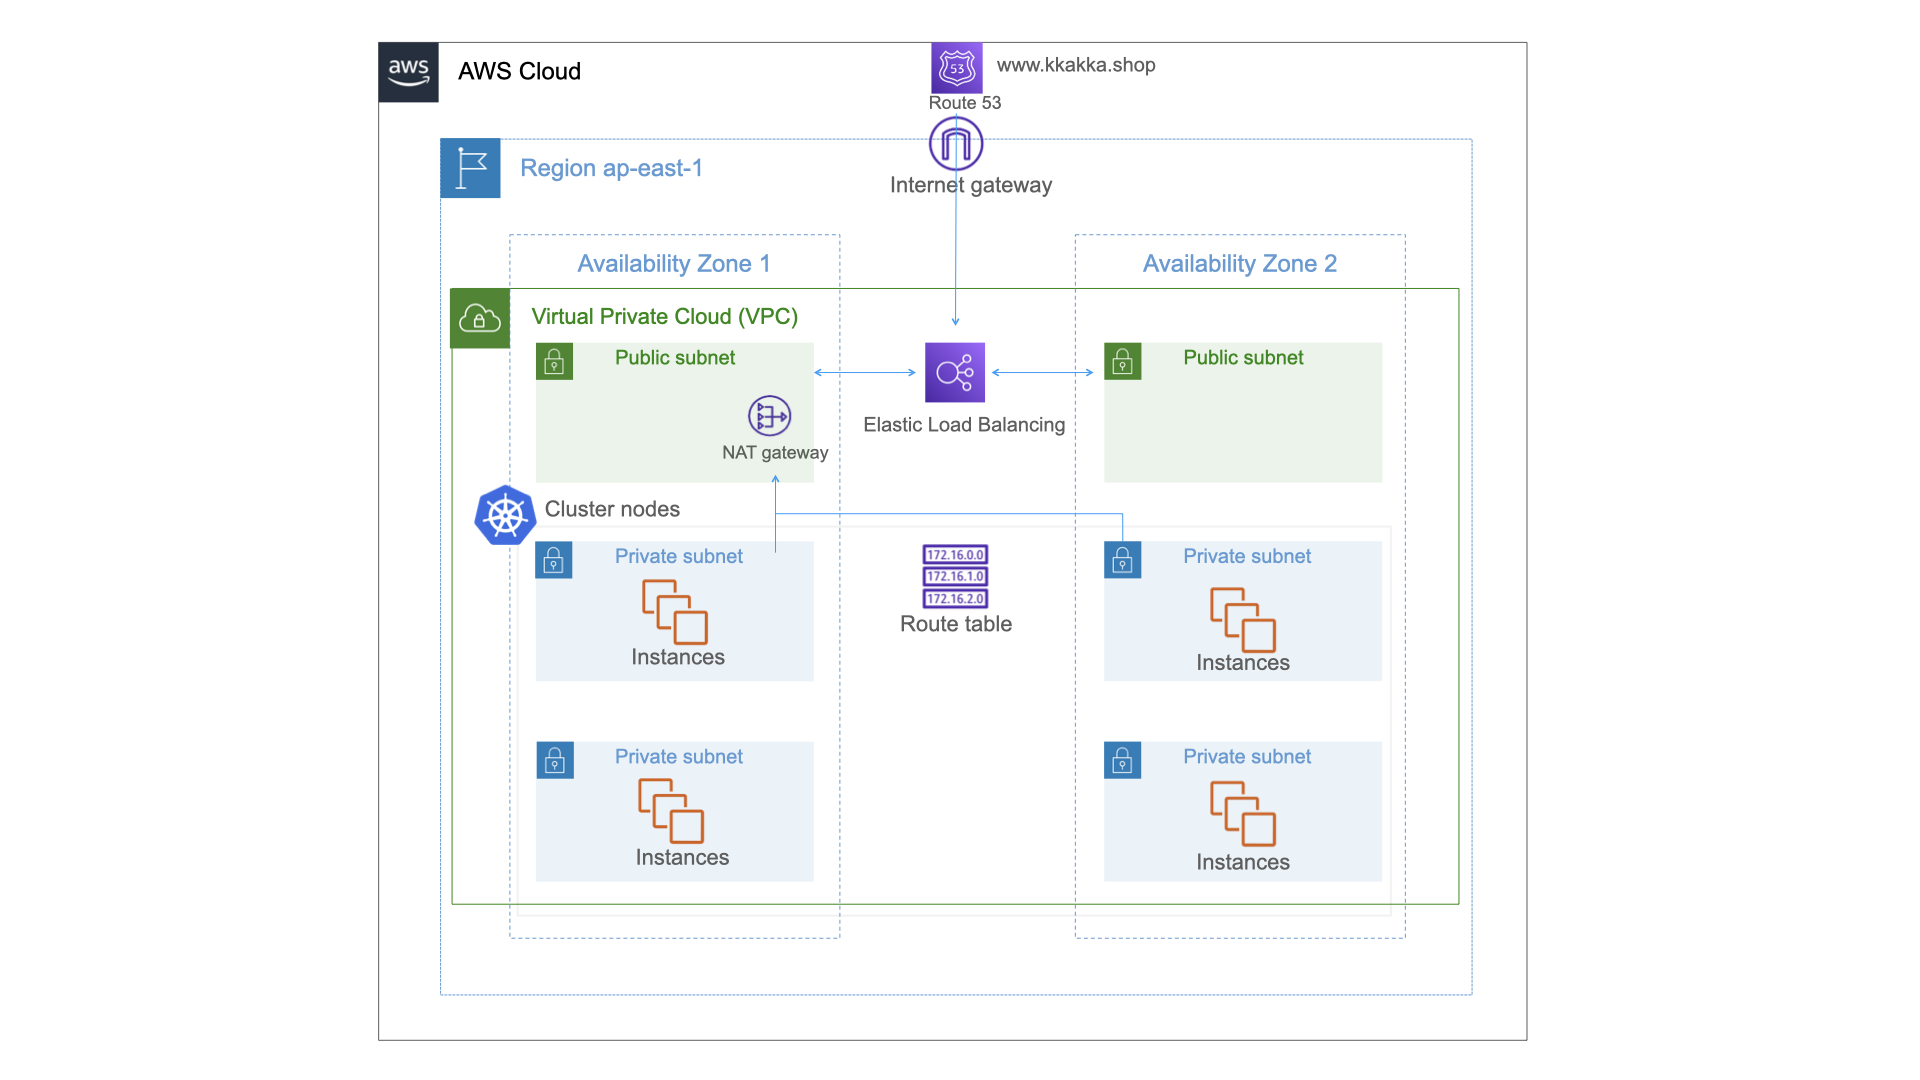 aws
AWS Cloud
53
www.kkakka.shop
Route 53
Region ap-east-1
Internet gateway
Availability Zone 1
Availability Zone 2
Virtual Private Cloud (VPC)
Public subnet
Public subnet
Elastic Load Balancing
NAT gateway
Cluster nodes
Private subnet
172.16.0.0
172.16.1.0
172.16.2.0
Route table
Private subnet
Instances
Instances
Private subnet
Private subnet
Instances
Instances